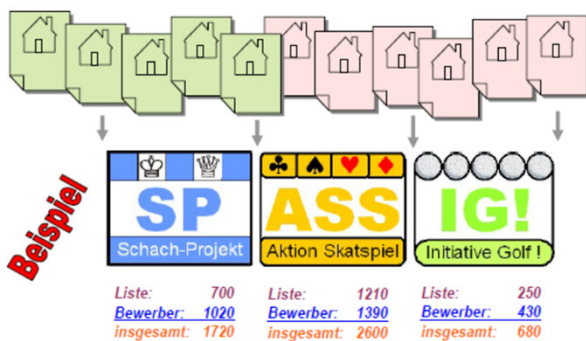 Beispiel
SP
Schach-Projekt
ASS
Aktion Skatspiel
IG!
Initiative Golf !
Liste: 700
Bewerber: 1020
insgesamt: 1720
Liste: 1210
Bewerber: 1390
insgesamt: 2600
Liste: 250
Bewerber: 430
insgesamt: 680